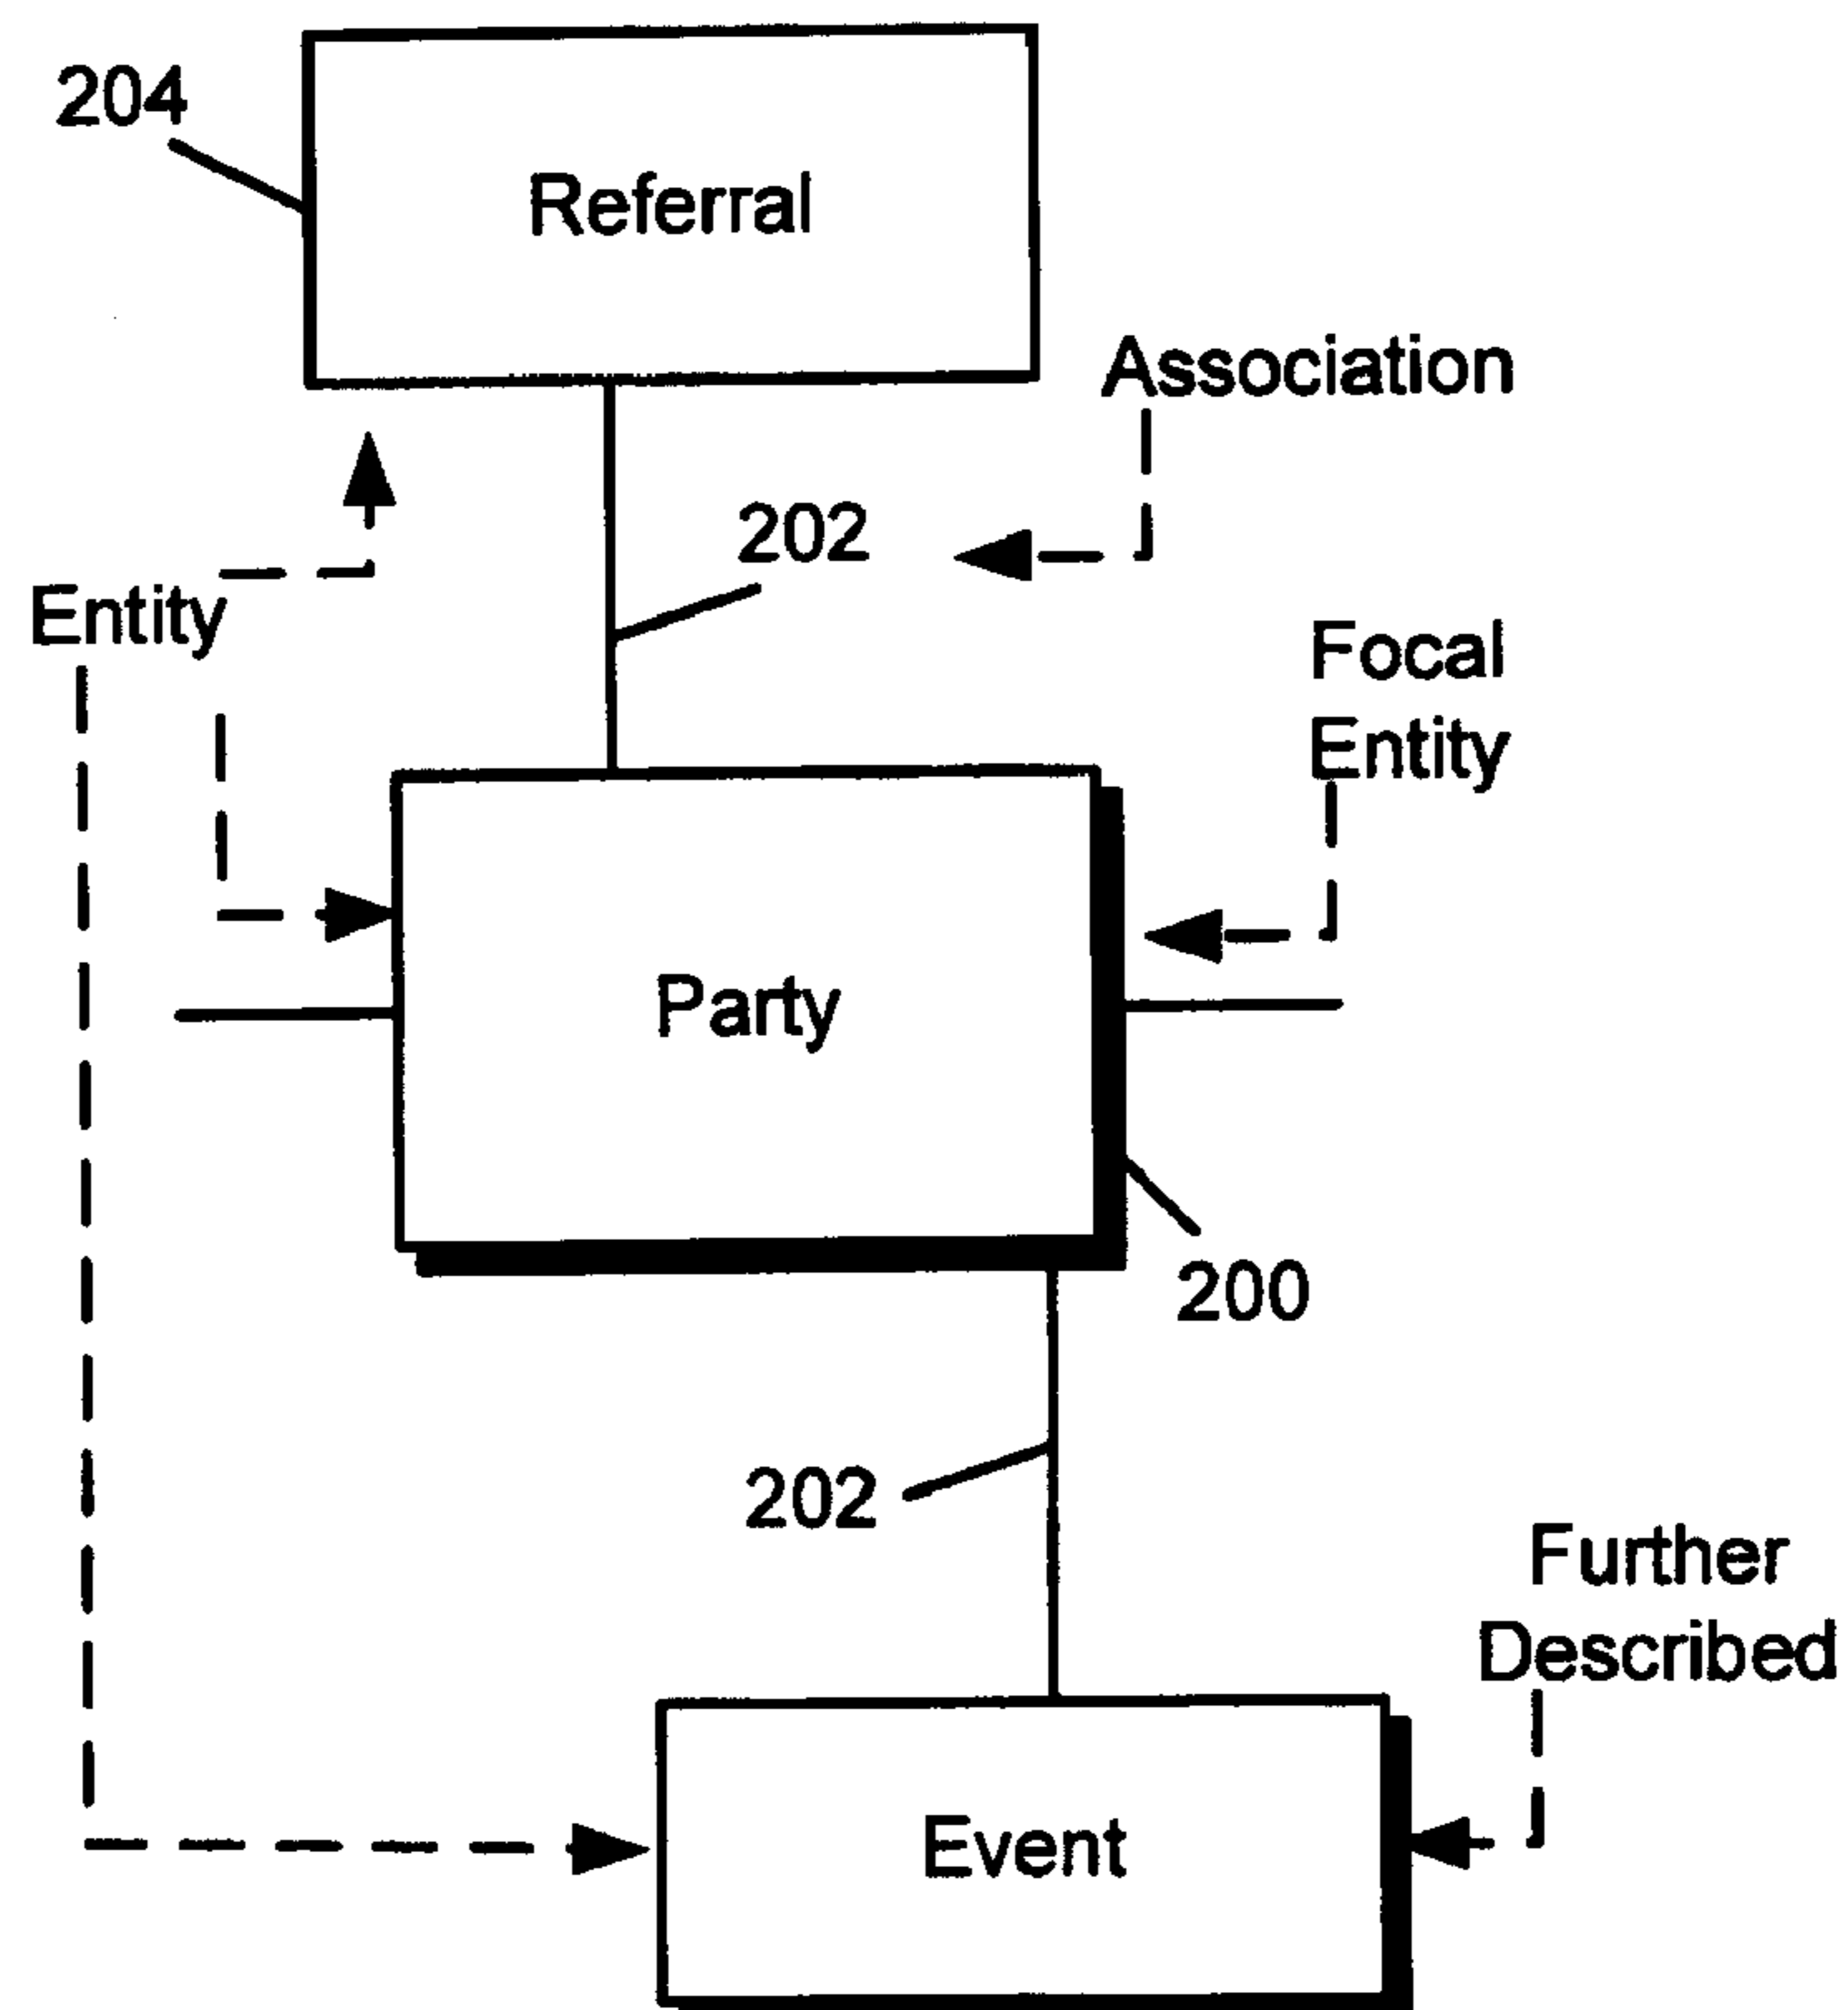 204
Referral
Association
202
Entity
Focal
Entity
Party
200
202
Further
Described
Event